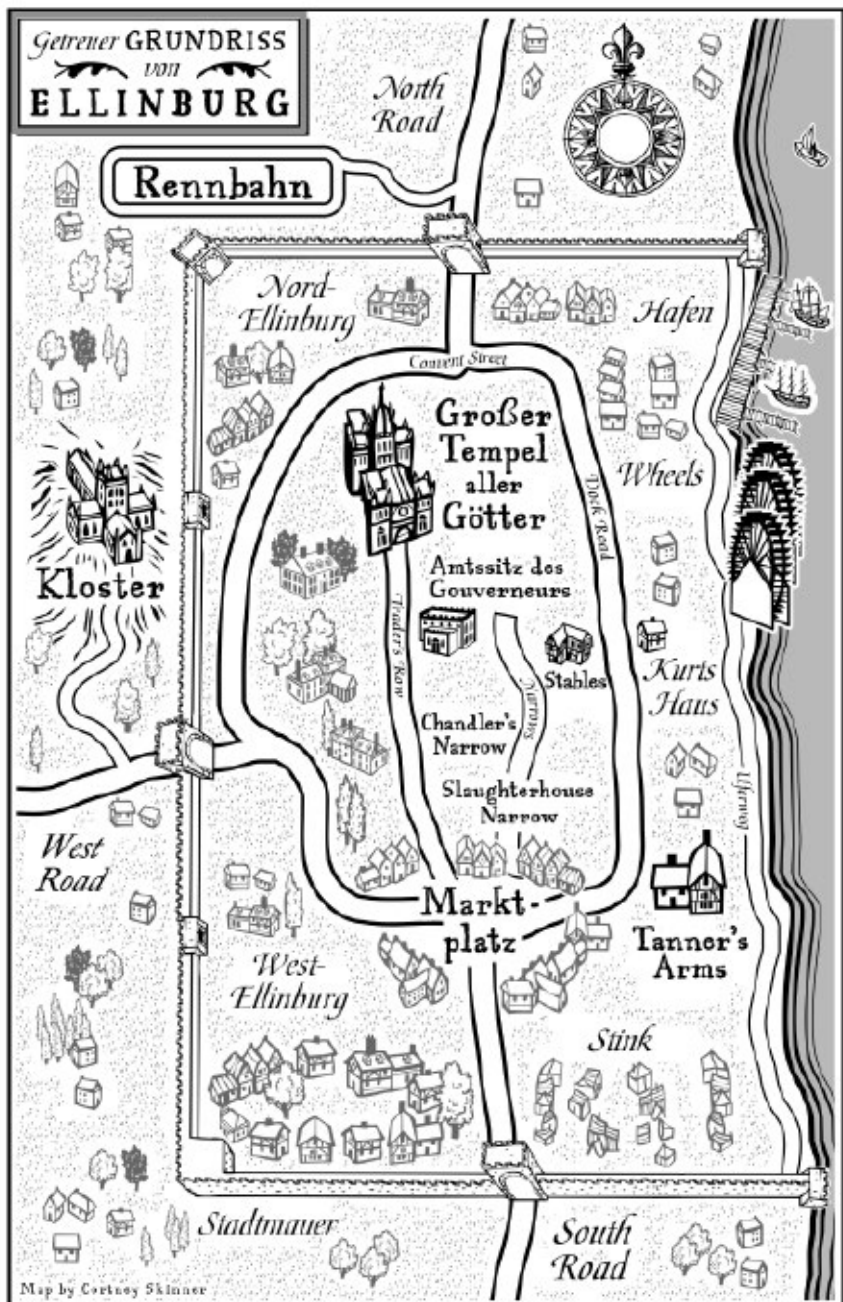 Getreuer GRUNDRISS
von
ELLINBURG
North
Road
Rennbahn
Nord-
Ellinburg
Hafen
Convent Street
Großer
Tempel
aller
Götter
Wheels
Dock Road
Kloster
Amtssitz des
Gouverneurs
Trader's Row
Stables
Narrows
Kuris
Haus
Chandler's
Narrow
Slaughterhouse
Narrow
Uferweg
West
Road
Markt-
platz
Tanner's
Arms
West-
Ellinburg
Stink
Stadtmauer
South
Road
Map by Cortney Skinner